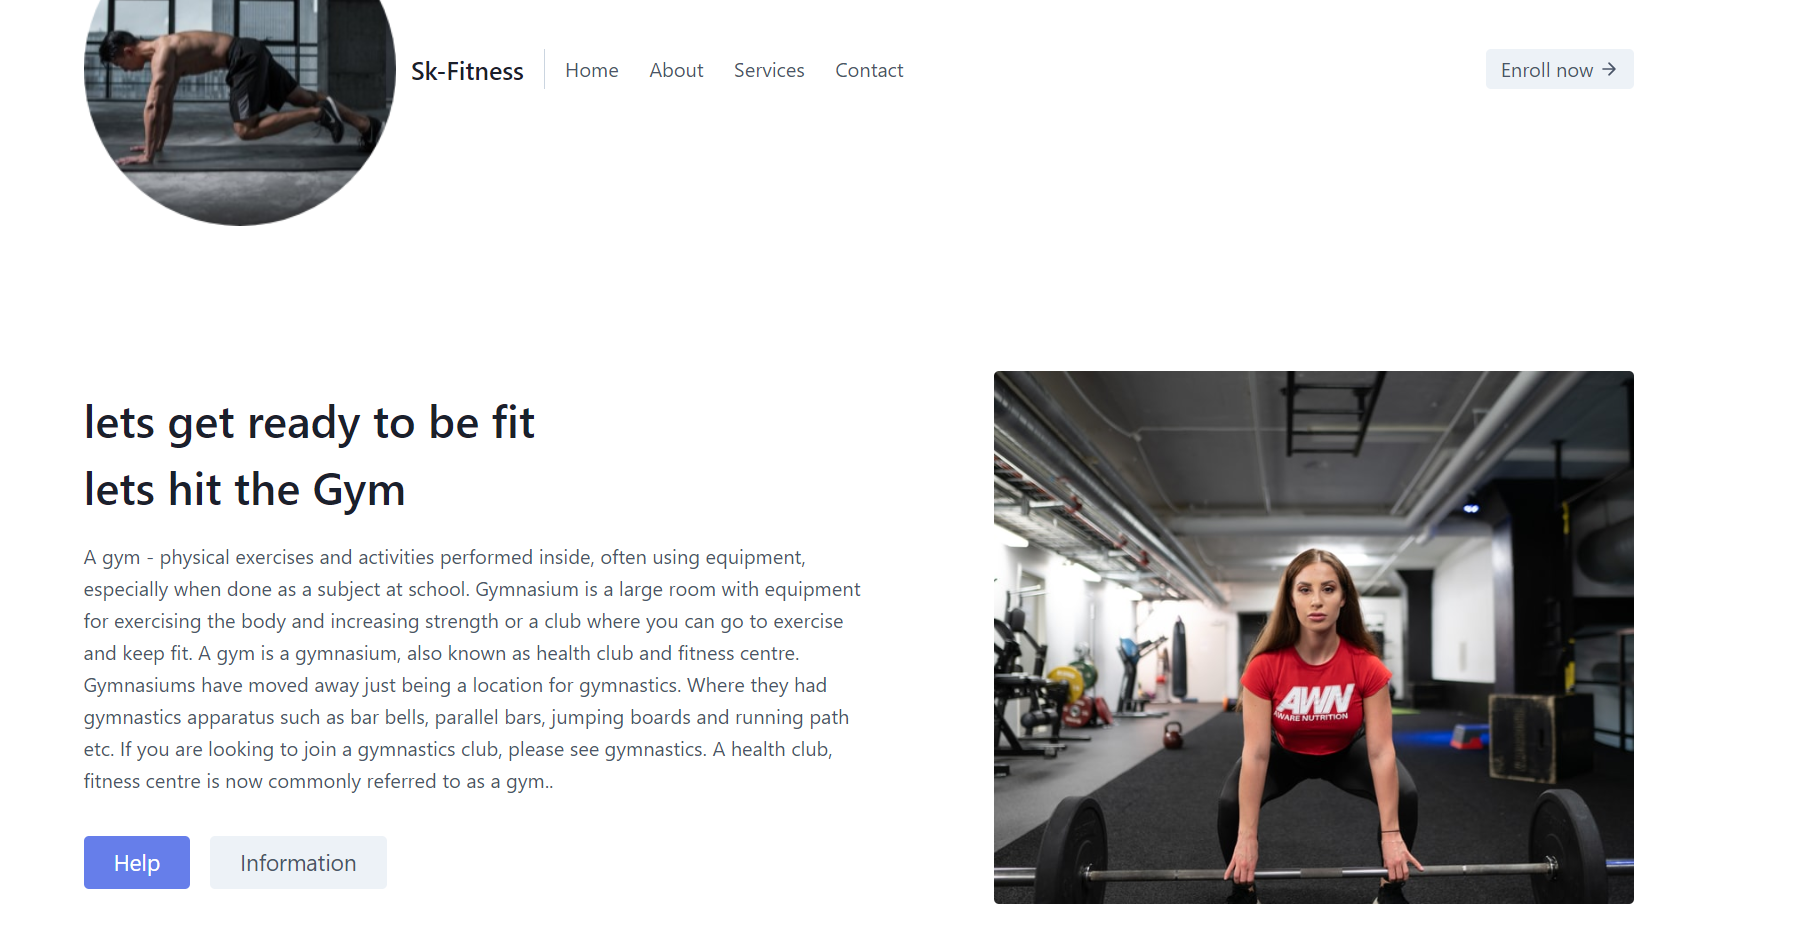 Sk-Fitness
Home
About
Services
Contact
Enroll now →
lets get ready to be fit
lets hit the Gym
A gym - physical exercises and activities performed inside, often using equipment,
especially when done as a subject at school. Gymnasium is a large room with equipment
for exercising the body and increasing strength or a club where you can go to exercise
and keep fit. A gym is a gymnasium, also known as health club and fitness centre.
Gymnasiums have moved away just being a location for gymnastics. Where they had
gymnastics apparatus such as bar bells, parallel bars, jumping boards and running path
etc. If you are looking to join a gymnastics club, please see gymnastics. A health club,
fitness centre is now commonly referred to as a gym..
AWN
AWARE NUTRITION
Help
Information